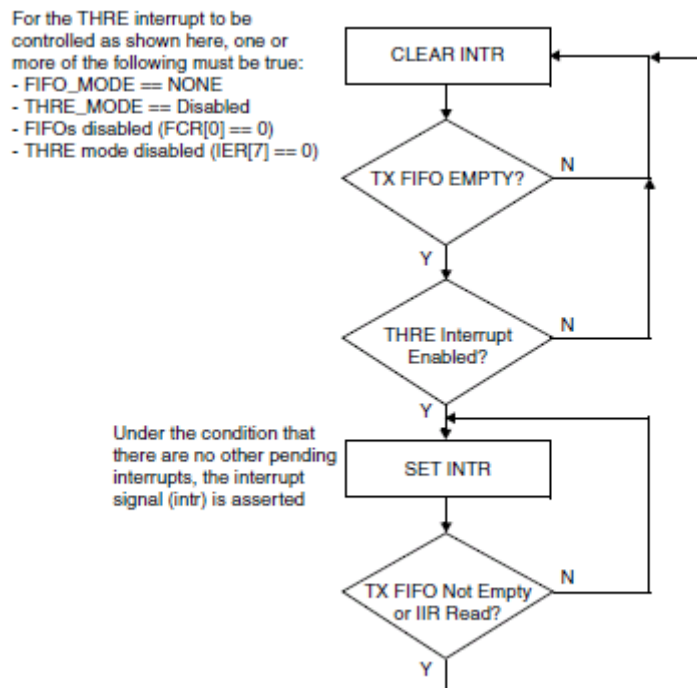 For the THRE interrupt to be
controlled as shown here, one or
more of the following must be true:
- FIFO_MODE == NONE
- THRE_MODE == Disabled
- FIFOs disabled (FCR[0] == 0)
- THRE mode disabled (IER[7] == 0)
CLEAR INTR
TX FIFO EMPTY?
N
Y
THRE Interrupt
Enabled?
N
Y
Under the condition that
there are no other pending
interrupts, the interrupt
signal (intr) is asserted
SET INTR
TX FIFO Not Empty
or IIR Read?
N
Y